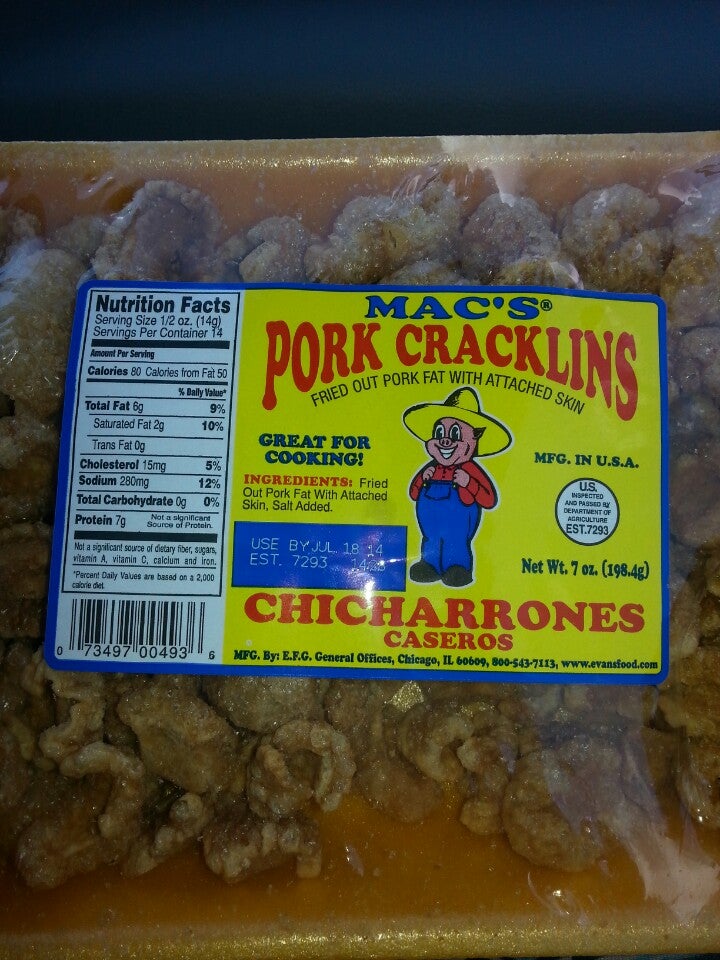 Nutrition Facts
Serving Size 1/2 oz. (14g)
Servings Per Container 14
Amount Per Serving
Calories 80 Calories from Fat 50
% Daily Value*
Total Fat 6g 9%
Saturated Fat 2g 10%
Trans Fat 0g
Cholesterol 15mg 5%
Sodium 280mg 12%
Total Carbohydrate 0g 0%
Protein 7g Not a significant
Source of Protein.
Not a significant source of dietary fiber, sugars,
vitamin A, vitamin C, calcium and iron.
*Percent Daily Values are based on a 2,000
calorie diet.
0 73497 00493 6
MAC'S®
PORK CRACKLINS
FRIED OUT PORK FAT WITH ATTACHED SKIN
GREAT FOR
COOKING!
INGREDIENTS: Fried
Out Pork Fat With Attached
Skin, Salt Added.
USE BY JUL 18 14
EST. 7293
MFG. IN U.S.A.
U.S.
INSPECTED
AND PASSED BY
DEPARTMENT OF
AGRICULTURE
EST.7293
Net Wt. 7 oz. (198.4g)
CHICHARRONES
CASEROS
MFG. By: E.F.G. General Offices, Chicago, IL 60609, 800-543-7113, www.evansfood.com